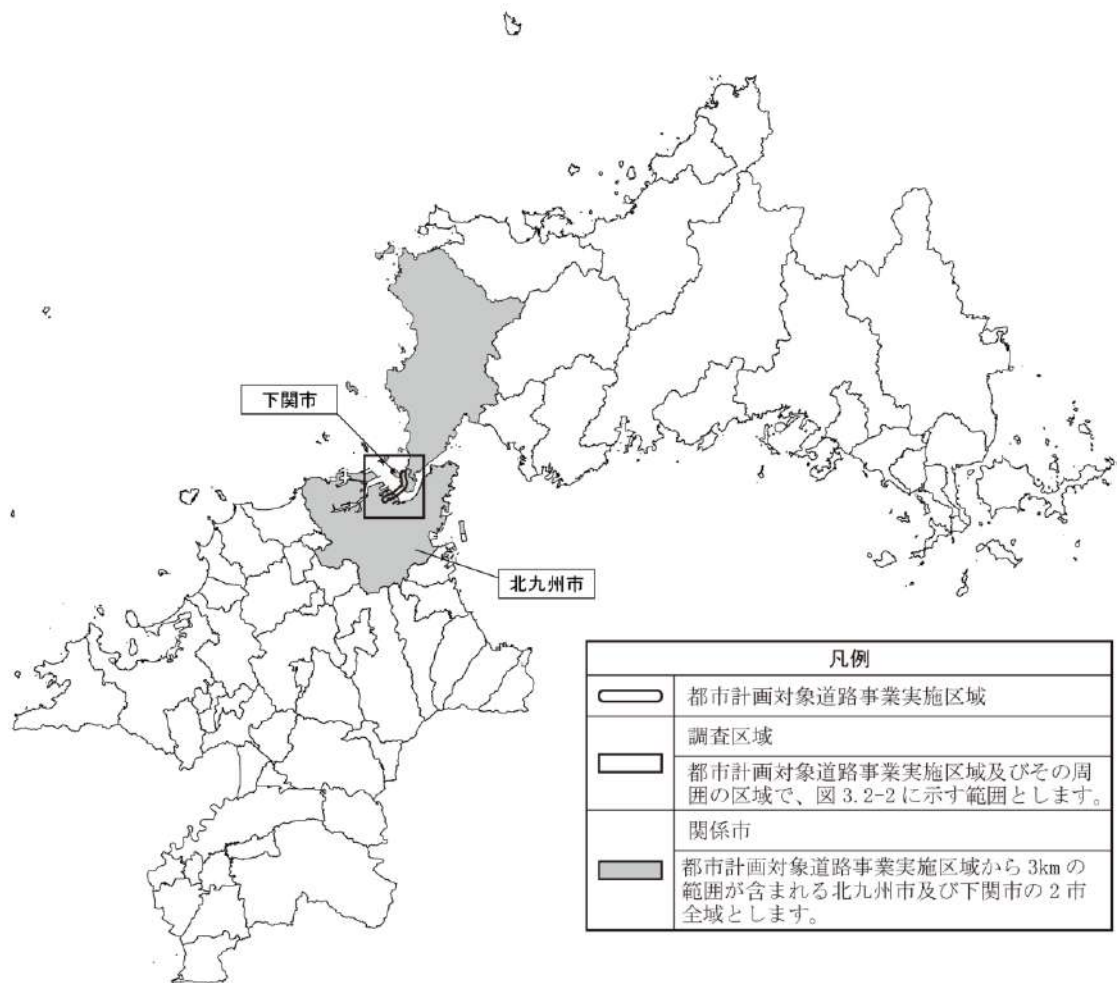 下関市
北九州市
凡例
都市計画対象道路事業実施区域
調査区域
都市計画対象道路事業実施区域及びその周
囲の区域で、図 3.2-2 に示す範囲とします。
関係市
都市計画対象道路事業実施区域から 3km の
範囲が含まれる北九州市及び下関市の 2 市
全域とします。